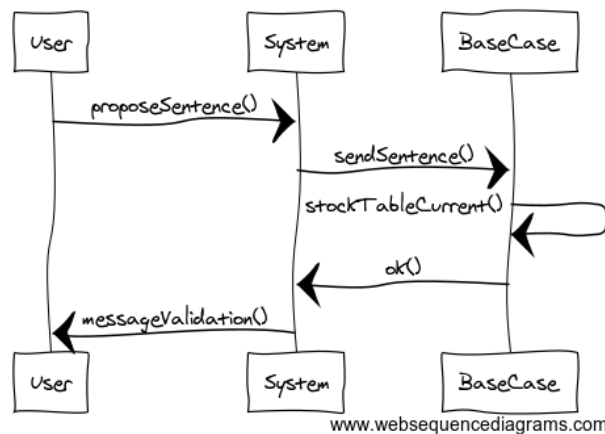 User System BaseCase
proposeSentence()
sendSentence()
stockTableCurrent()
ok()
messageValidation()
User System BaseCase
www.websequencediagrams.com